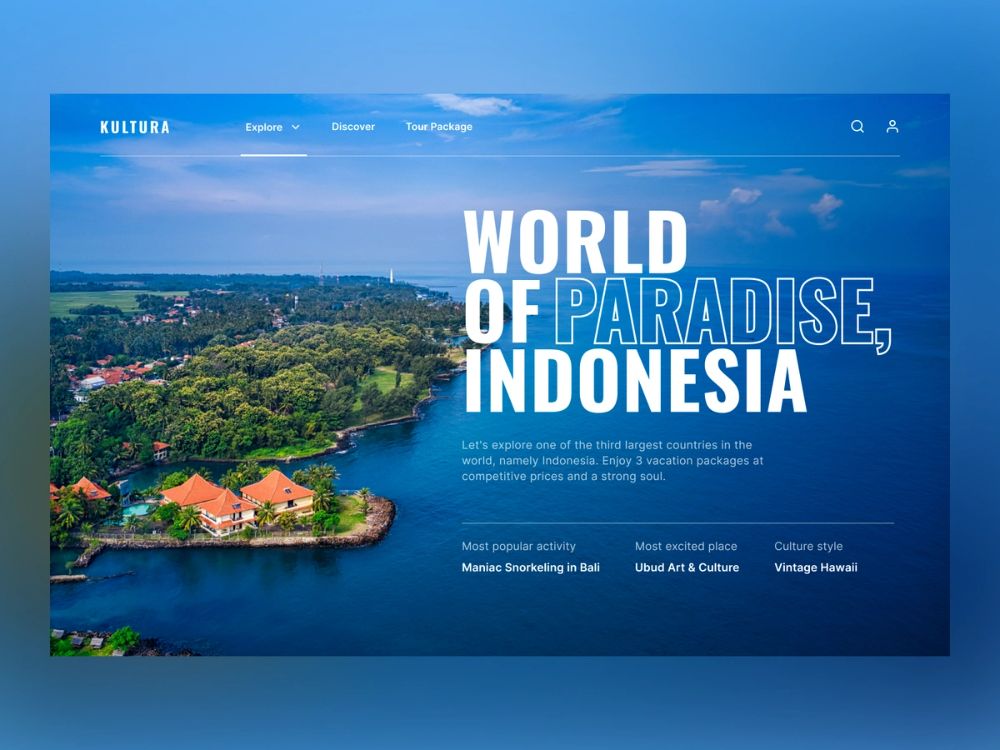 KULTURA
Explore
Discover
Tour Package
WORLD
OF PARADISE,
INDONESIA
Let's explore one of the third largest countries in the
world, namely Indonesia. Enjoy 3 vacation packages at
competitive prices and a strong soul.
Most popular activity
Maniac Snorkeling in Bali
Most excited place
Ubud Art & Culture
Culture style
Vintage Hawaii